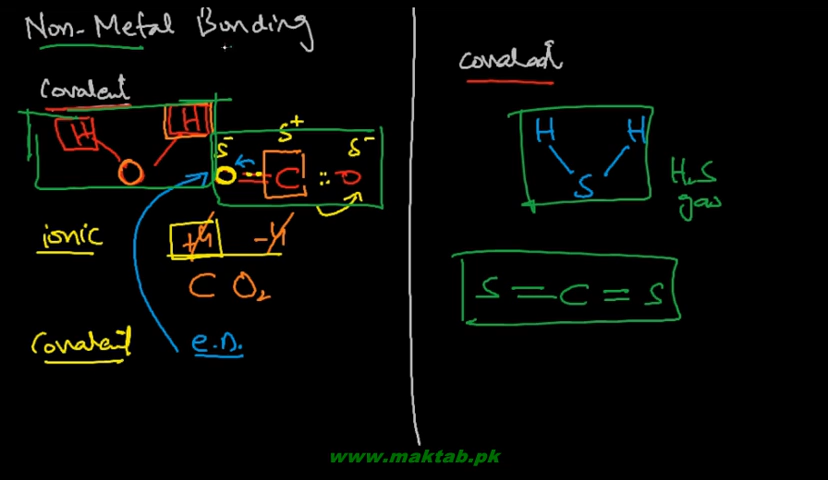 Non-Metal Bonding
Covalent
H H
O
δ- δ+ δ-
O = C :: O
ionic
+4 -4
C O2
Covalent e.n.
covalent
H H
S
H2S
gas
S = C = S
www.maktab.pk